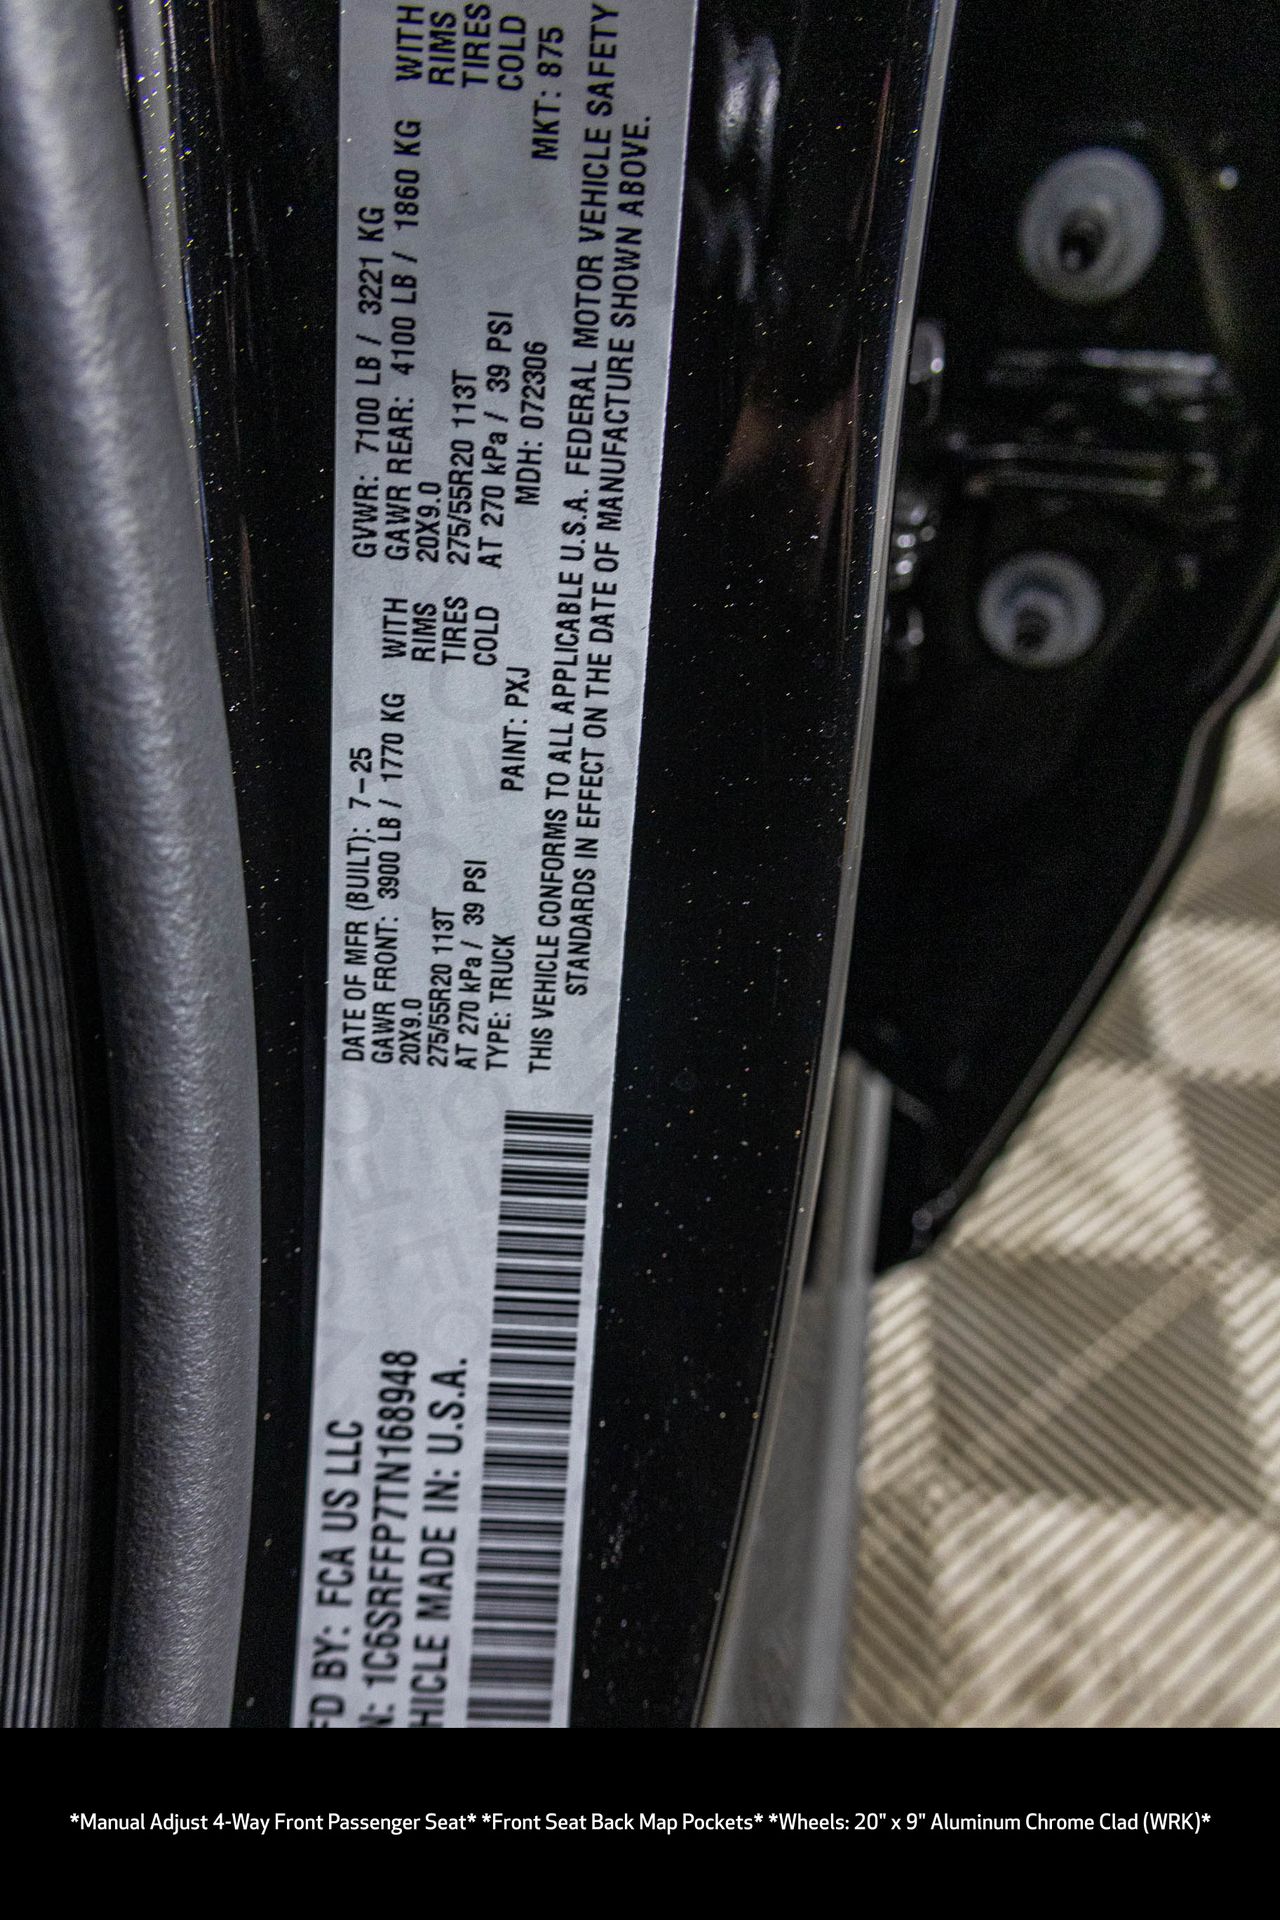 FD BY: FCA US LLC
N: 1C6SRFFP7TN168948
HICLE MADE IN: U.S.A.
DATE OF MFR (BUILT): 7-25 GVWR: 7100 LB / 3221 KG
GAWR FRONT: 3900 LB / 1770 KG WITH GAWR REAR: 4100 LB / 1860 KG WITH
20X9.0 RIMS 20X9.0 RIMS
275/55R20 113T TIRES 275/55R20 113T TIRES
AT 270 kPa / 39 PSI COLD AT 270 kPa / 39 PSI COLD
TYPE: TRUCK PAINT: PXJ MDH: 072306 MKT: 875
THIS VEHICLE CONFORMS TO ALL APPLICABLE U.S.A. FEDERAL MOTOR VEHICLE SAFETY
STANDARDS IN EFFECT ON THE DATE OF MANUFACTURE SHOWN ABOVE.
*Manual Adjust 4-Way Front Passenger Seat* *Front Seat Back Map Pockets* *Wheels: 20" x 9" Aluminum Chrome Clad (WRK)*